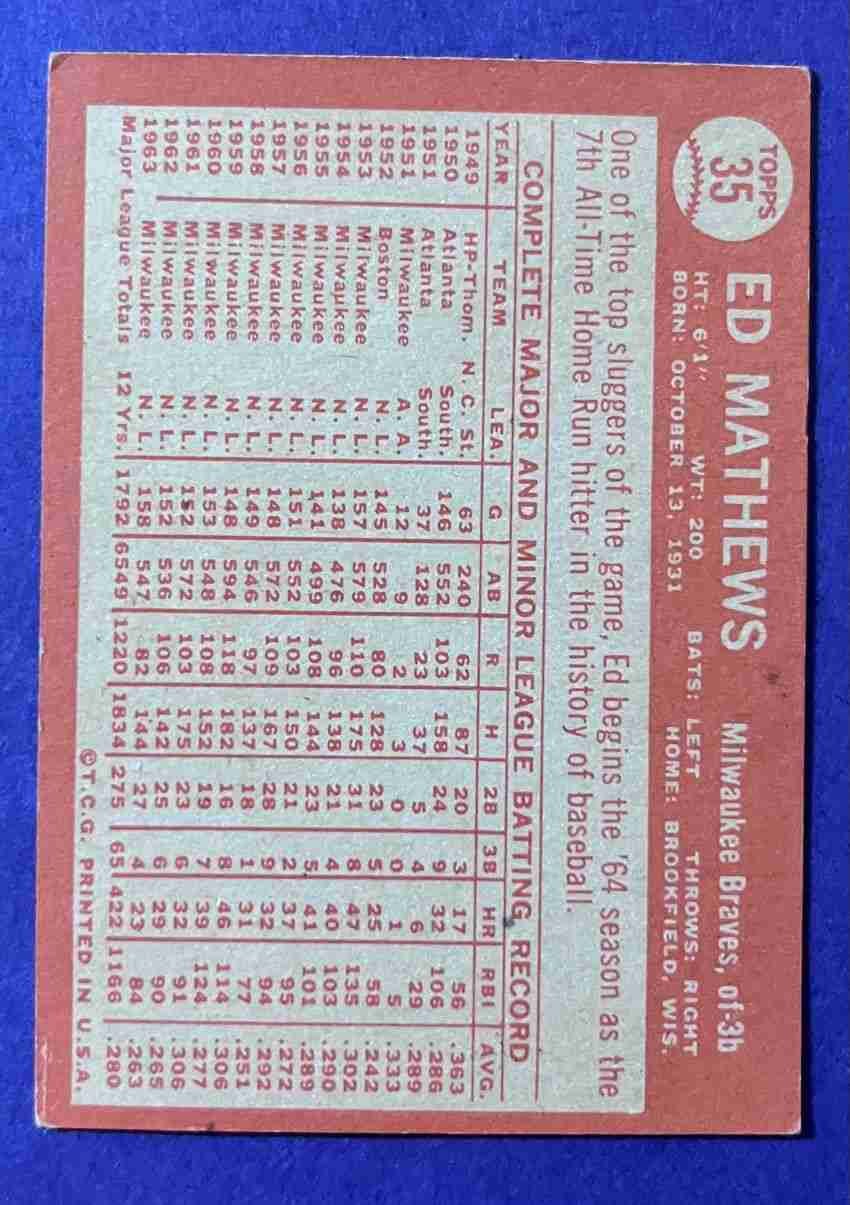 TOPPS
35
ED MATHEWS Milwaukee Braves, of-3b
HT: 6'1" WT: 200 BATS: LEFT THROWS: RIGHT
BORN: OCTOBER 13, 1931 HOME: BROOKFIELD, WIS.
One of the top sluggers of the game, Ed begins the '64 season as the
7th All-Time Home Run hitter in the history of baseball.
COMPLETE MAJOR AND MINOR LEAGUE BATTING RECORD
YEAR TEAM LEA. G AB R H 2B 3B HR RBI AVG.
1949 HP-Thom. N. C. St. 63 240 62 87 20 3 17 56 .363
1950 Atlanta South. 146 552 103 158 24 9 32 106 .286
1951 Atlanta South. 37 128 23 37 5 4 6 29 .289
1951 Milwaukee A. A. 12 9 2 3 0 0 1 5 .333
1952 Boston N. L. 145 528 80 128 23 5 25 58 .242
1953 Milwaukee N. L. 157 579 110 175 31 8 47 135 .302
1954 Milwaukee N. L. 138 476 96 138 21 4 40 103 .290
1955 Milwaukee N. L. 141 499 108 144 23 5 41 101 .289
1956 Milwaukee N. L. 151 552 103 150 21 2 37 95 .272
1957 Milwaukee N. L. 148 572 109 167 28 9 32 94 .292
1958 Milwaukee N. L. 149 546 97 137 18 1 31 77 .251
1959 Milwaukee N. L. 148 594 118 182 16 8 46 114 .306
1960 Milwaukee N. L. 153 548 108 152 19 7 39 124 .277
1961 Milwaukee N. L. 152 572 103 175 23 6 32 91 .306
1962 Milwaukee N. L. 152 536 106 142 25 6 29 90 .265
1963 Milwaukee N. L. 158 547 82 144 27 4 23 84 .263
Major League Totals 12 Yrs. 1792 6549 1220 1834 275 65 422 1166 .280
©T.C.G. PRINTED IN U.S.A.